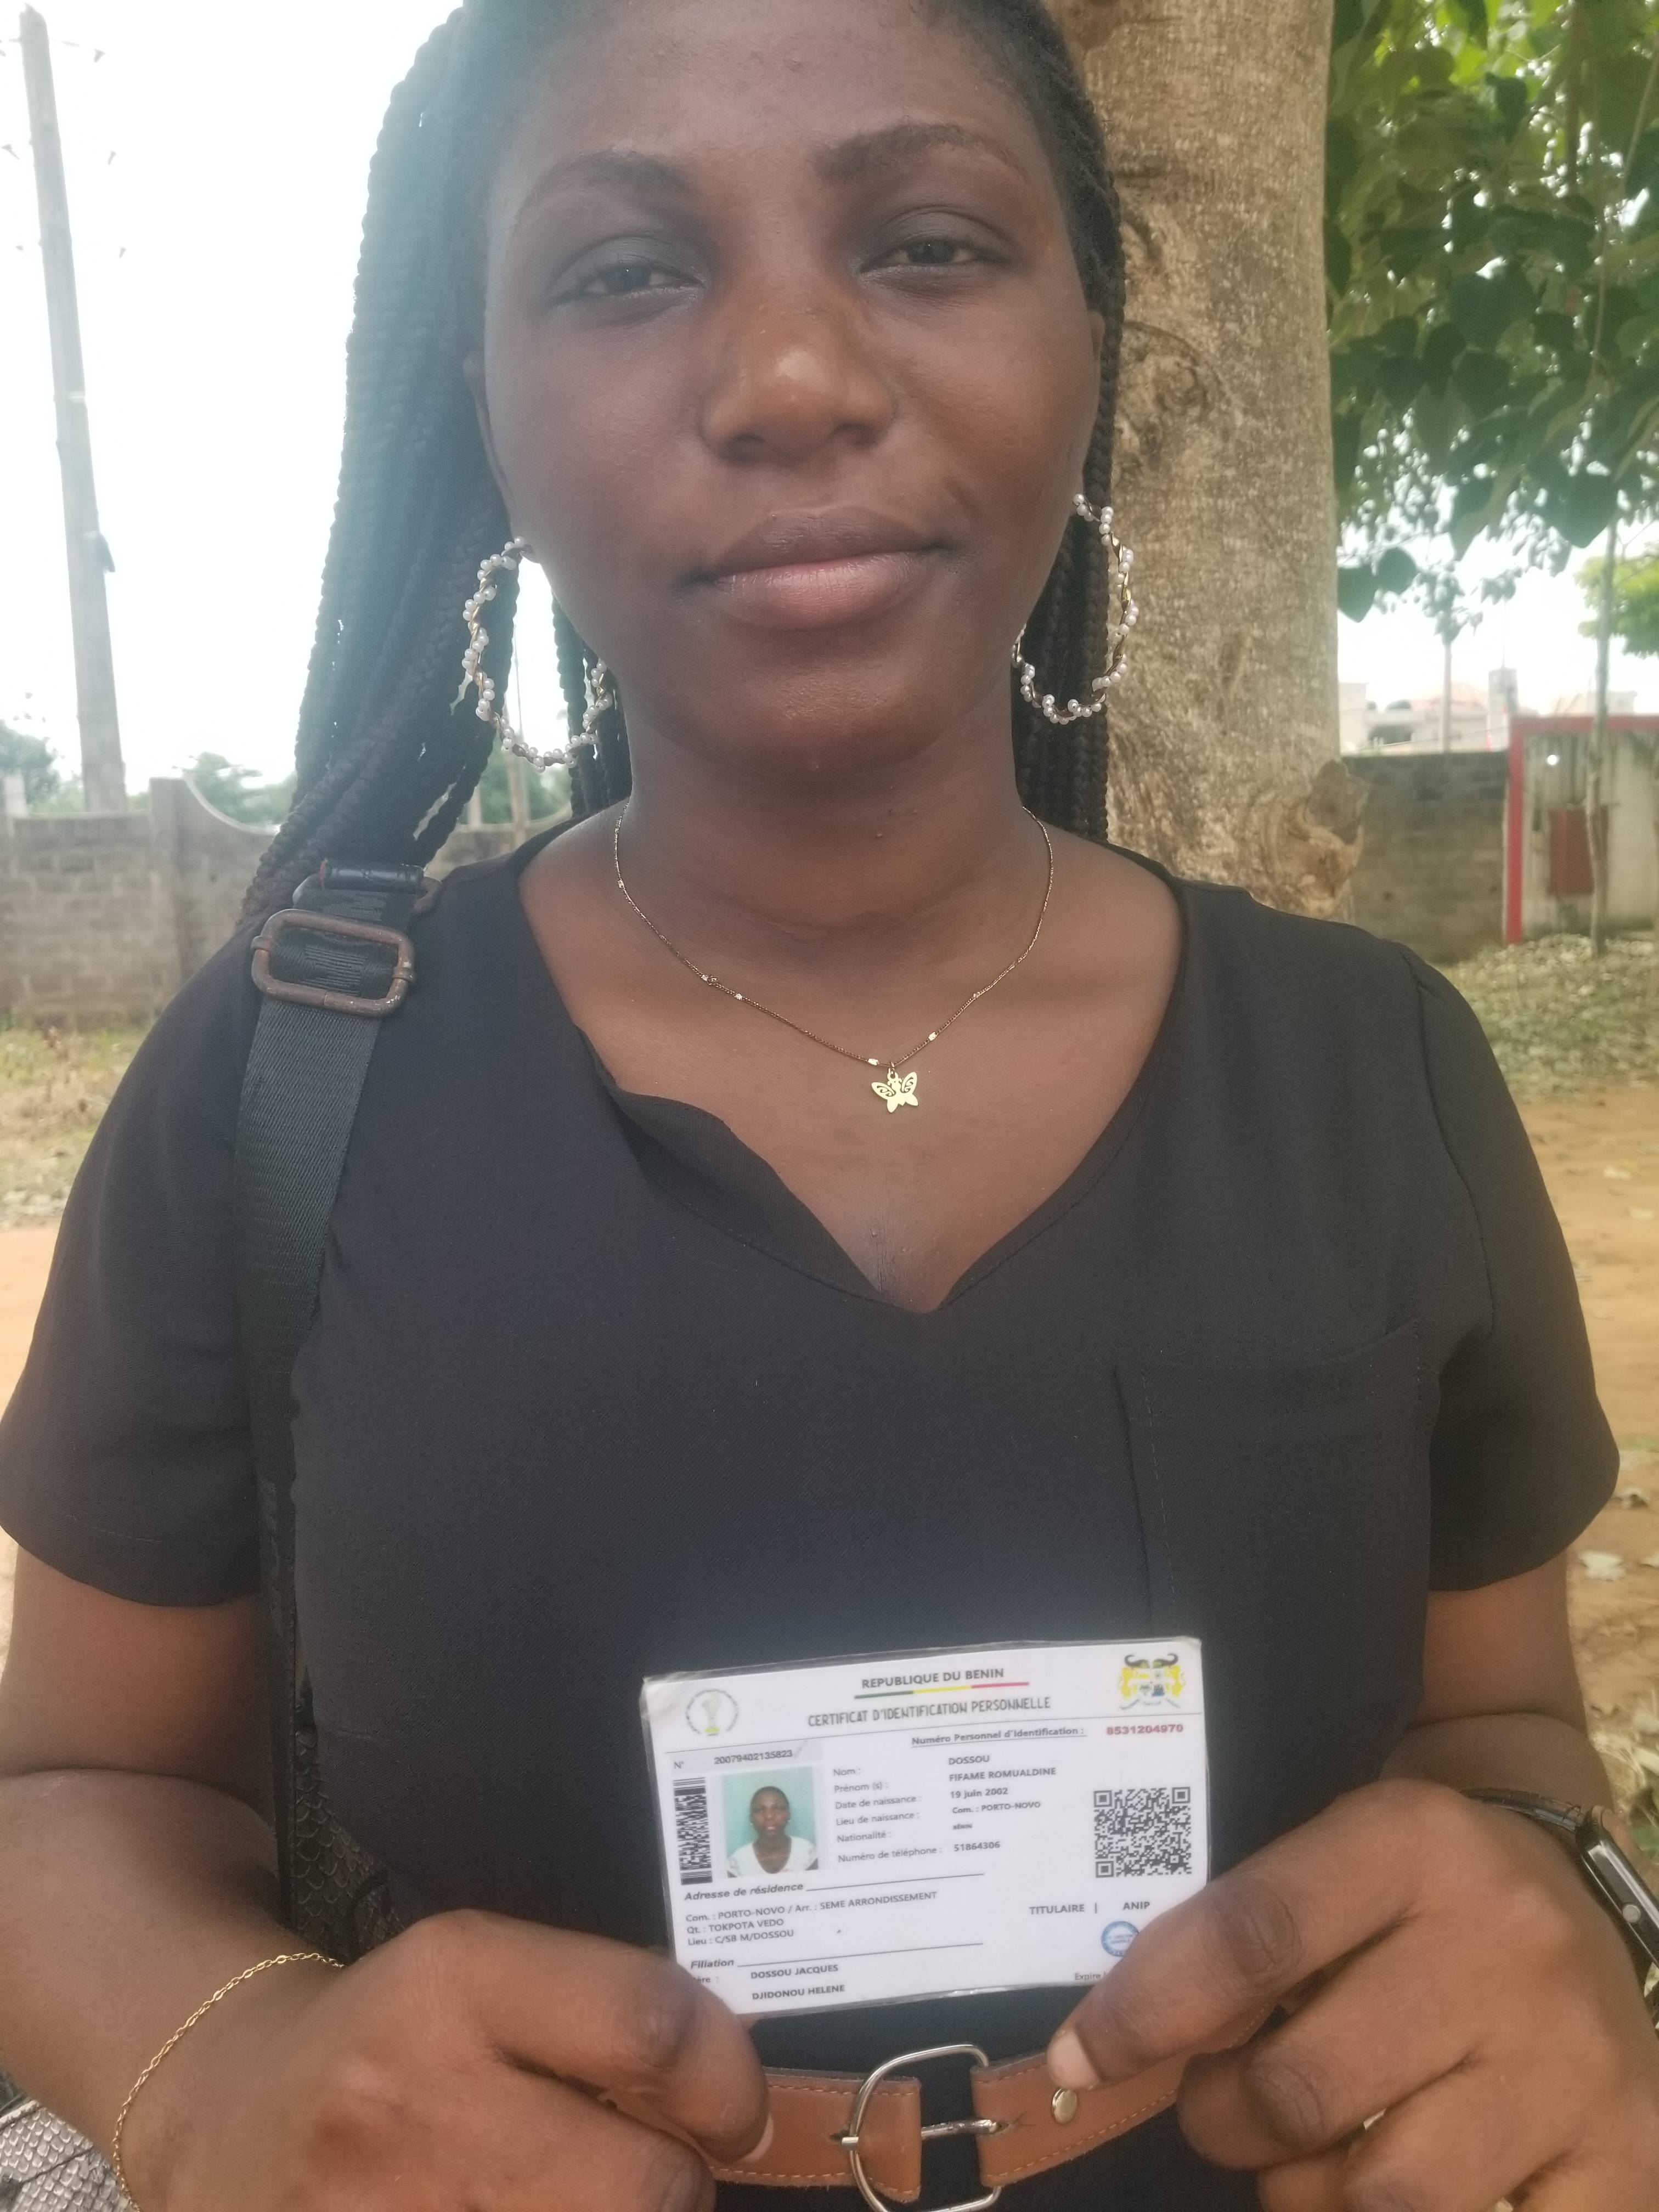 REPUBLIQUE DU BENIN
CERTIFICAT D'IDENTIFICATION PERSONNELLE
Numéro Personnel d'Identification : 8531204970
N° 20079402135823
Nom : DOSSOU
Prénom (s) : FIFAME ROMUALDINE
Date de naissance : 19 juin 2002
Lieu de naissance : Com. : PORTO-NOVO
Nationalité :
Numéro de téléphone : 51864306
Adresse de résidence
Com. : PORTO-NOVO / Arr. : 5EME ARRONDISSEMENT
Qt. : TOKPOTA VEDO
Lieu : C/SB M/DOSSOU
TITULAIRE | ANIP
Filiation
DOSSOU JACQUES
DJIDONOU HELENE
Expire